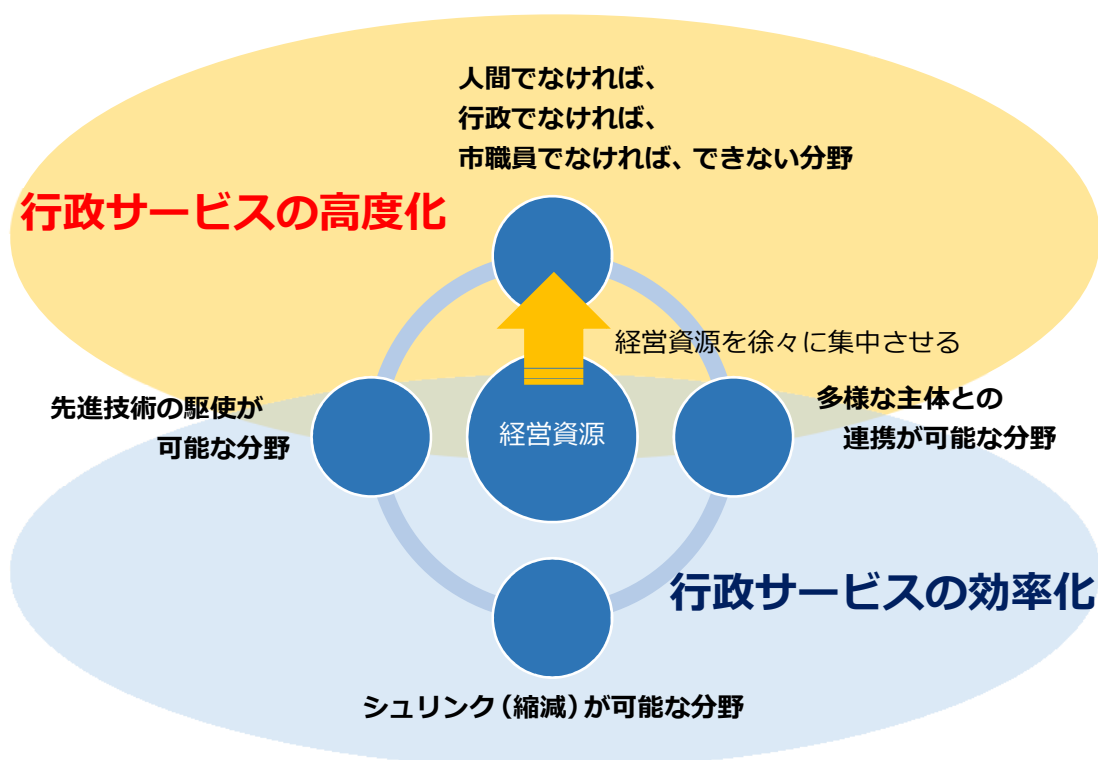 人間でなければ、
行政でなければ、
市職員でなければ、できない分野
行政サービスの高度化
経営資源を徐々に集中させる
先進技術の駆使が
可能な分野
経営資源
多様な主体との
連携が可能な分野
行政サービスの効率化
シュリンク（縮減）が可能な分野